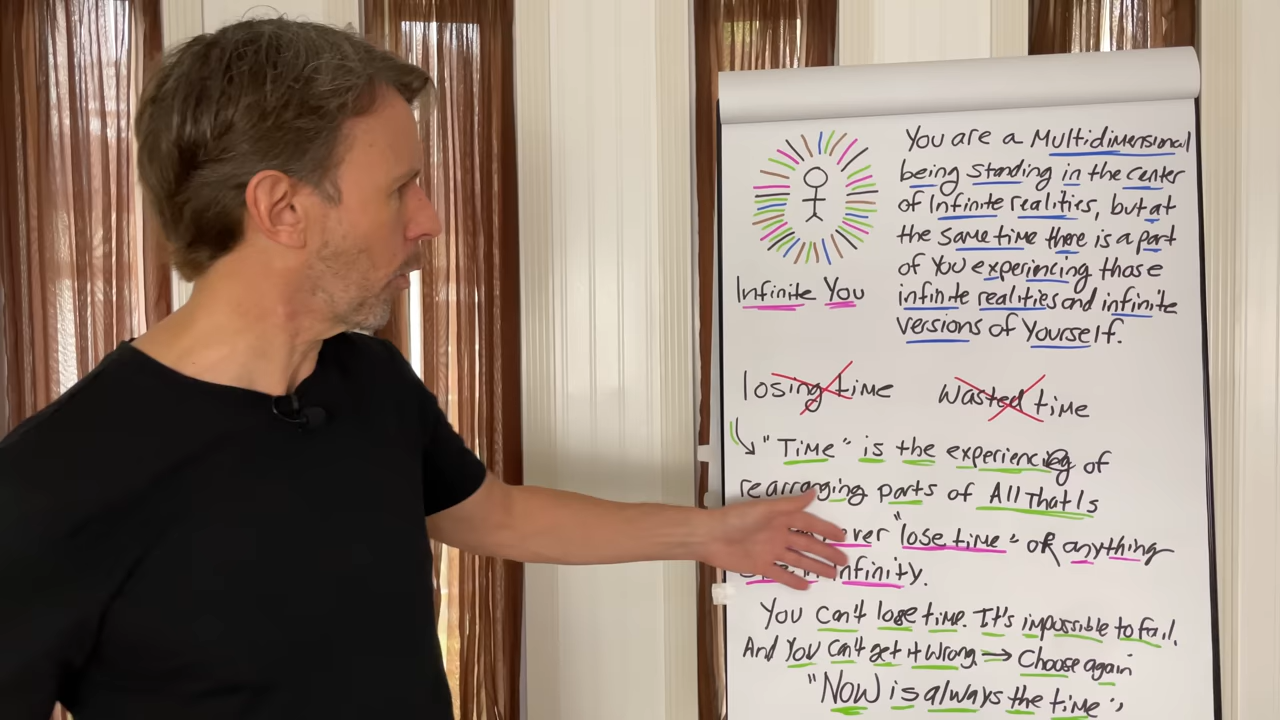 You are a Multidimensional
being standing in the center
of Infinite realities, but at
the same time there is a part
of You experincing those
infinite realities and infinite
versions of Yourself.
Infinite You
losing time
Wasted time
"Time" is the experiencing of
rearranging parts of All That Is
"lose time" or anything
Infinity.
You can't lose time. It's impossible to fail.
And You can't get it wrong → Choose again
"Now is always the time"